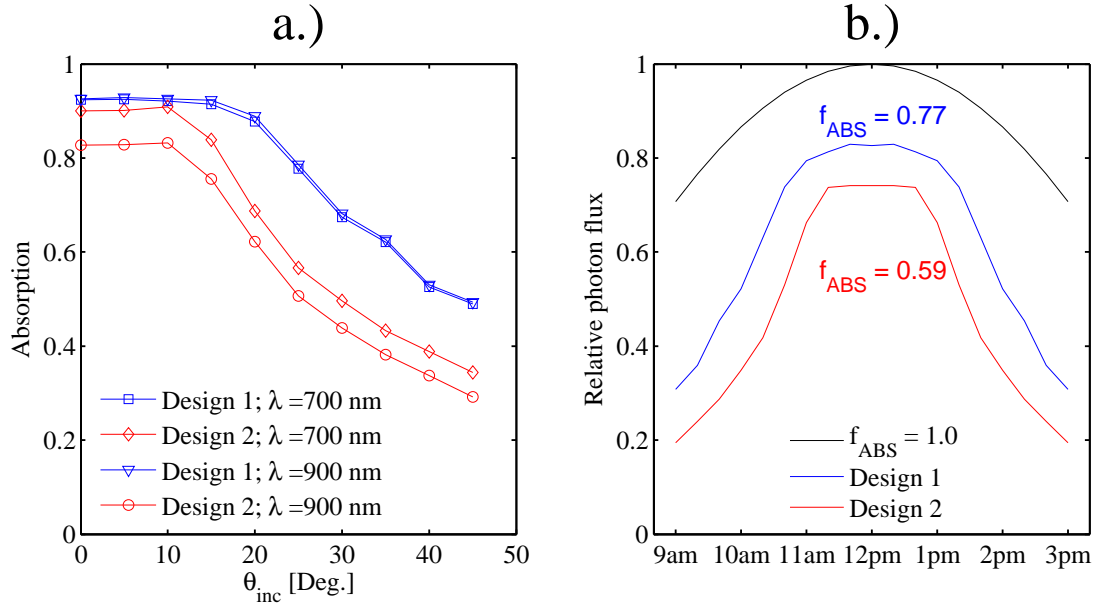 a.)
1
0.8
0.6
0.4
0.2
0
Absorption
Design 1; λ =700 nm
Design 2; λ =700 nm
Design 1; λ =900 nm
Design 2; λ =900 nm
0 10 20 30 40 50
θinc [Deg.]
b.)
1
0.8
0.6
0.4
0.2
0
Relative photon flux
fABS = 0.77
fABS = 0.59
fABS = 1.0
Design 1
Design 2
9am 10am 11am 12pm 1pm 2pm 3pm